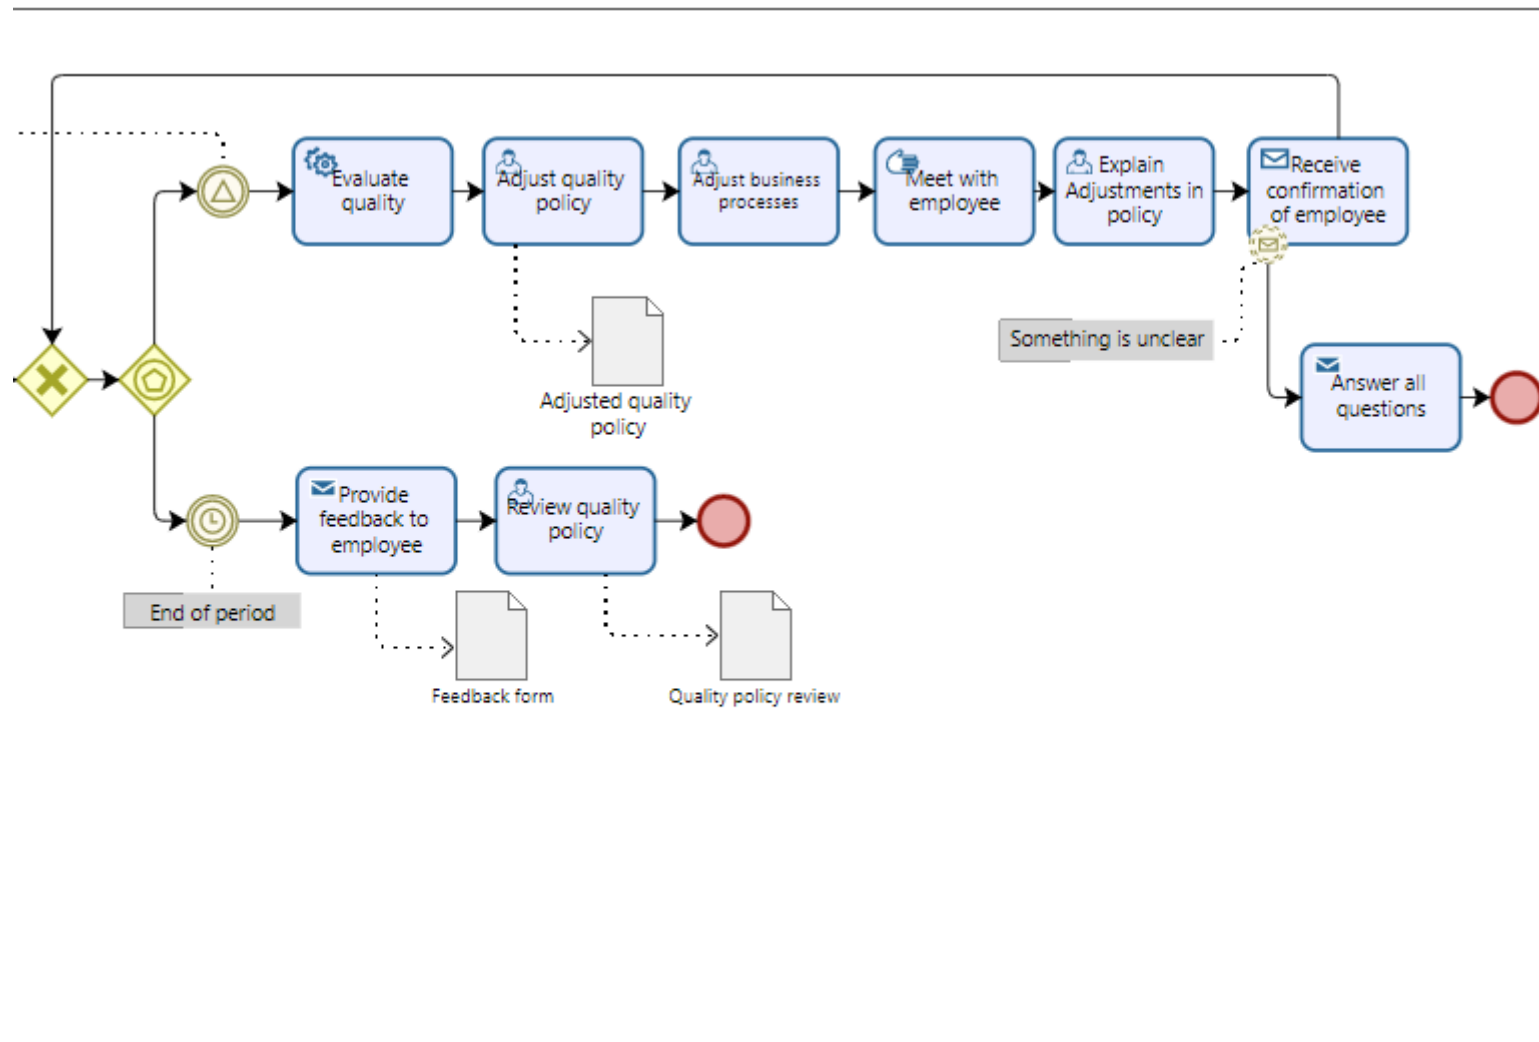 Evaluate
quality
Adjust quality
policy
Adjust business
processes
Meet with
employee
Explain
Adjustments in
policy
Receive
confirmation
of employee
Something is unclear
Adjusted quality
policy
Answer all
questions
Provide
feedback to
employee
Review quality
policy
End of period
Feedback form
Quality policy review